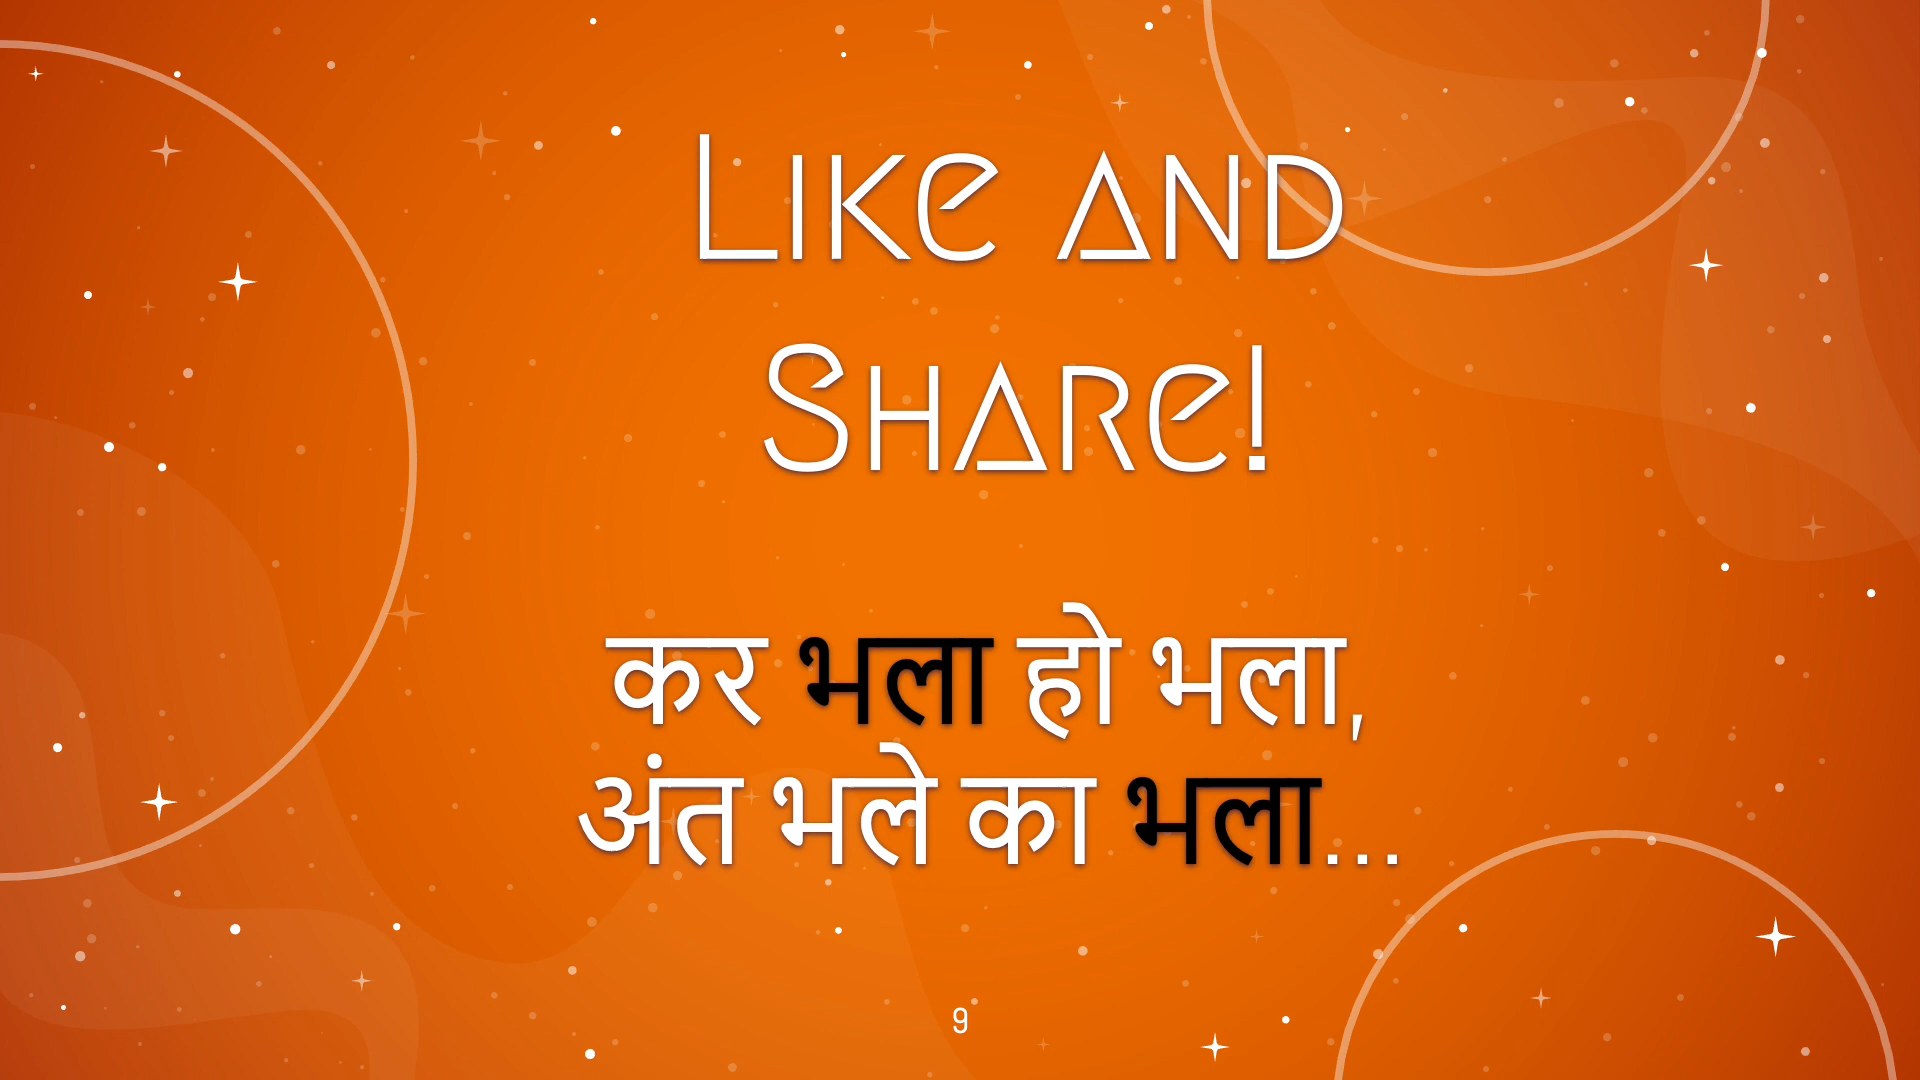 Like and
Share!
कर भला हो भला,
अंत भले का भला...
9